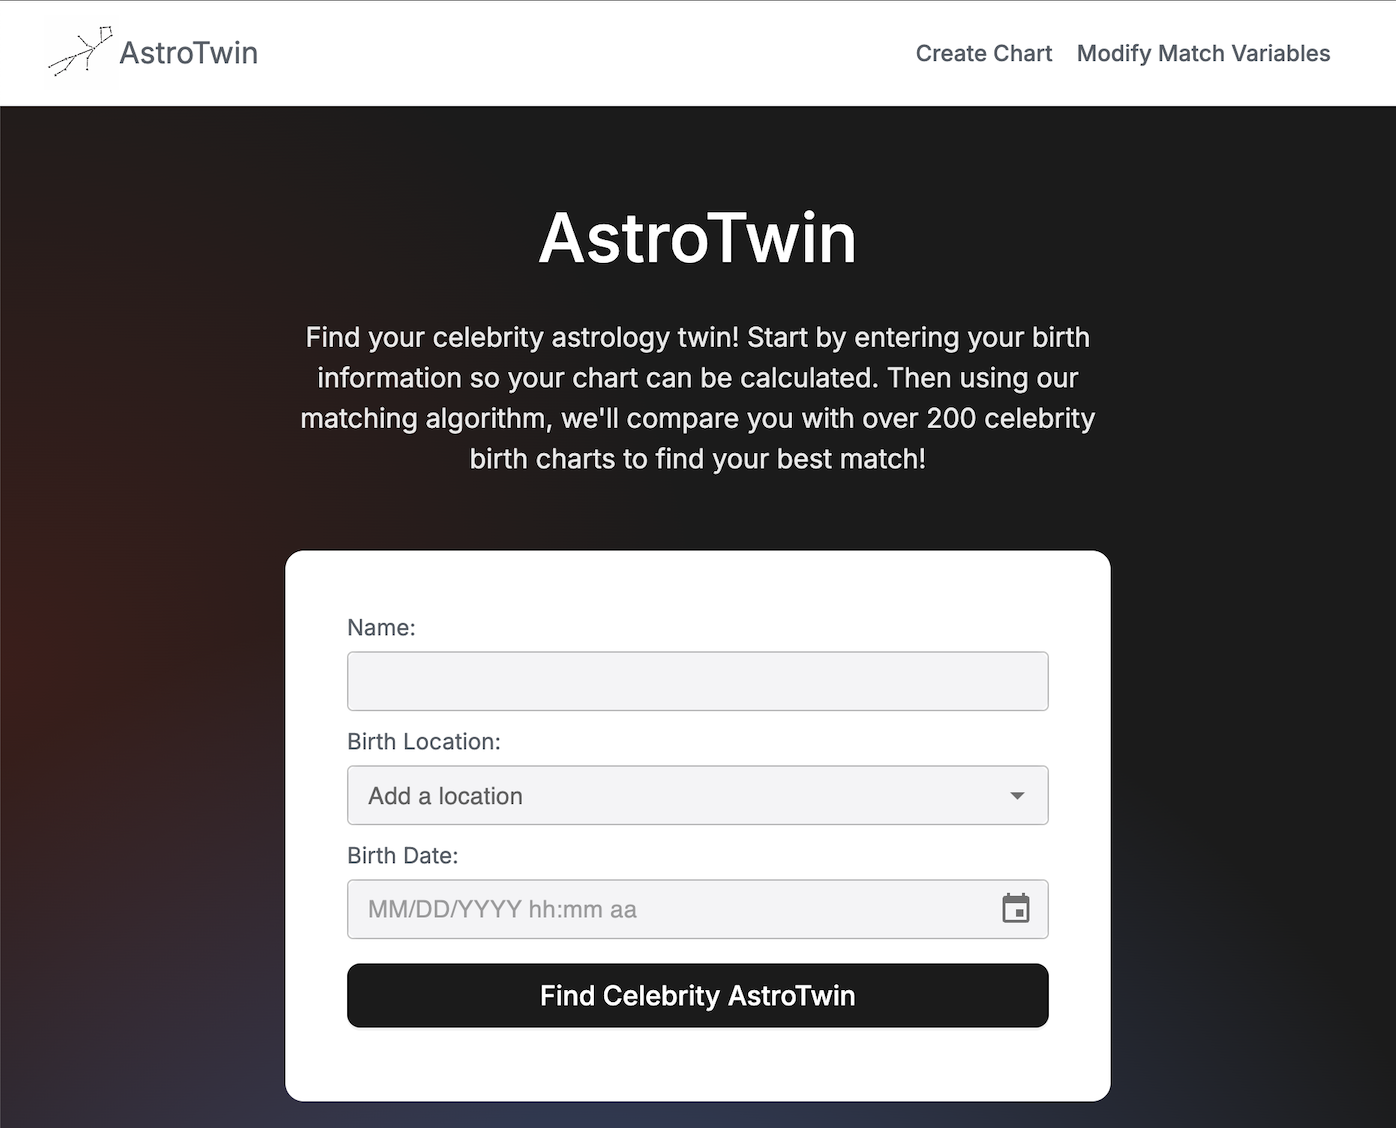 AstroTwin
Create Chart
Modify Match Variables
AstroTwin
Find your celebrity astrology twin! Start by entering your birth
information so your chart can be calculated. Then using our
matching algorithm, we'll compare you with over 200 celebrity
birth charts to find your best match!
Name:
Birth Location:
Add a location
Birth Date:
MM/DD/YYYY hh:mm aa
Find Celebrity AstroTwin